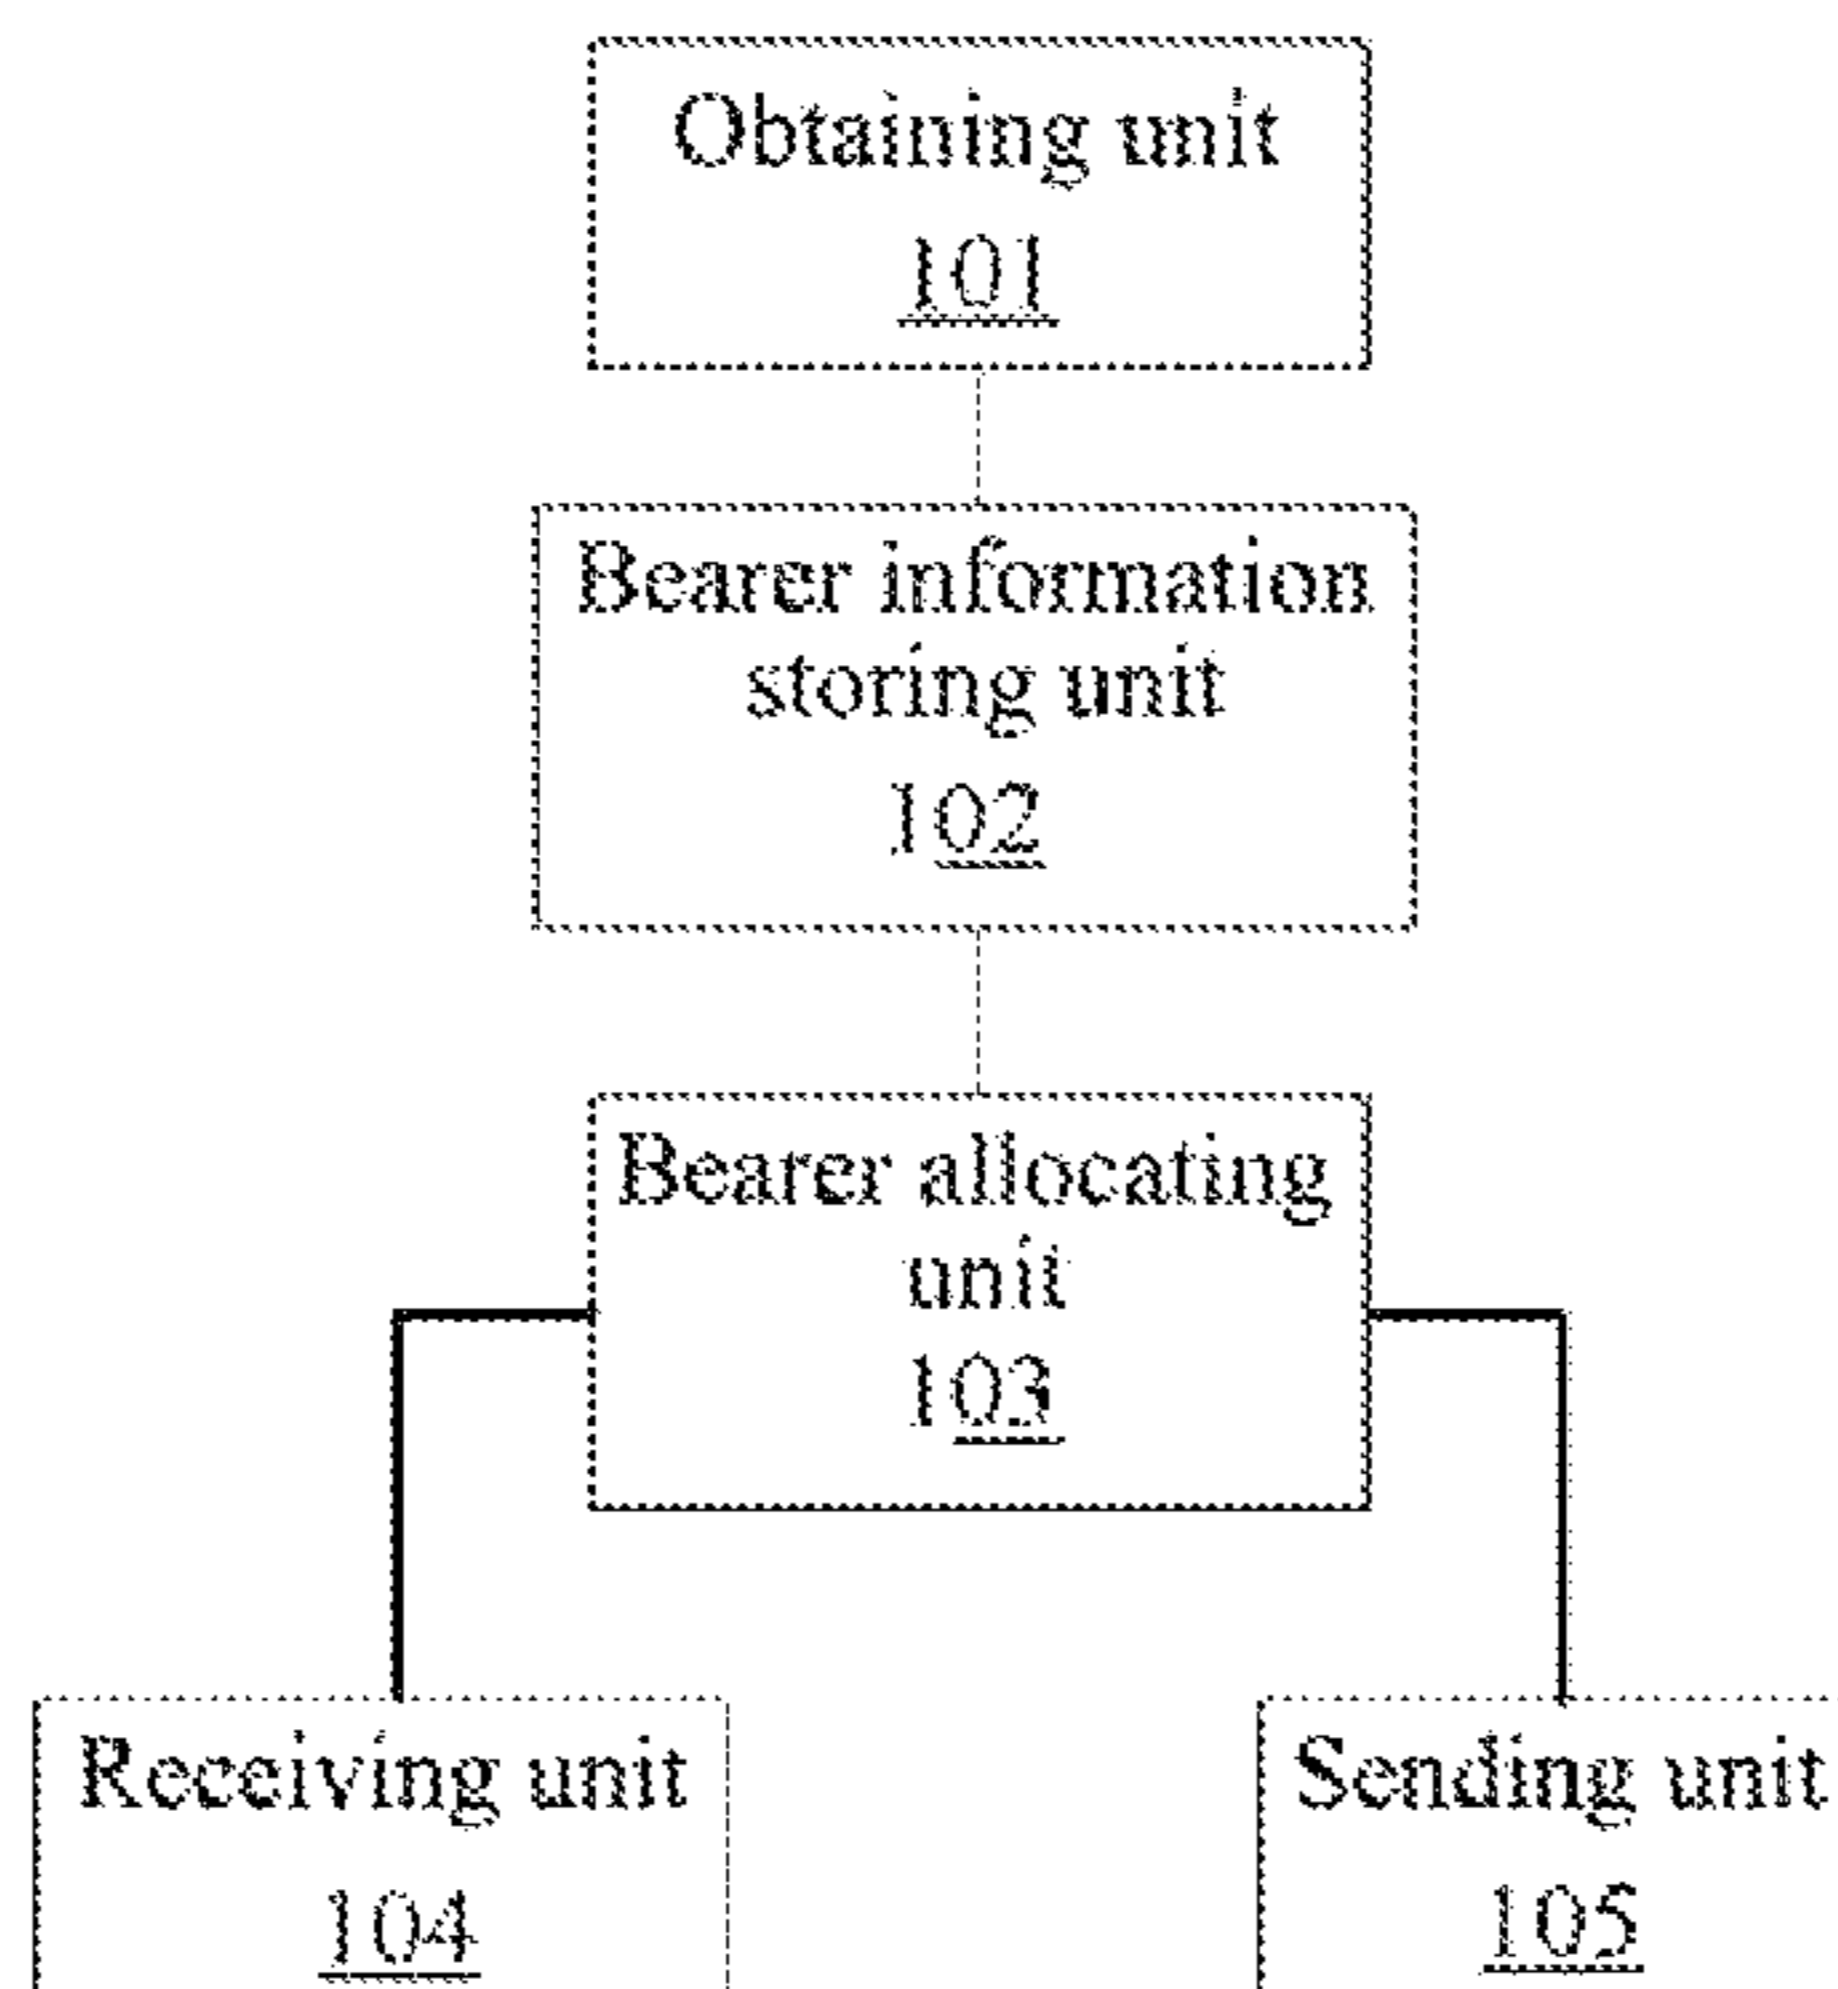 Obtaining unit
101
Bearer information
storing unit
102
Bearer allocating
unit
103
Receiving unit
104
Sending unit
105